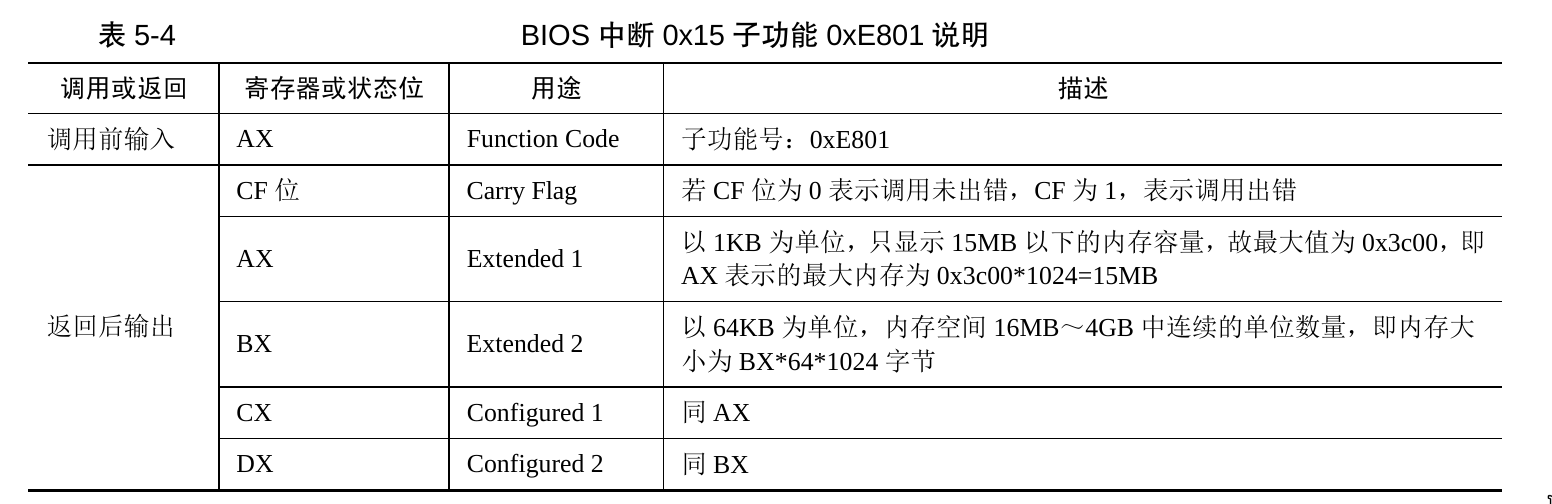 表 5-4 BIOS 中断 0x15 子功能 0xE801 说明
调用或返回 寄存器或状态位 用途 描述
调用前输入 AX Function Code 子功能号：0xE801
返回后输出
CF 位 Carry Flag 若 CF 位为 0 表示调用未出错，CF 为 1，表示调用出错
AX Extended 1 以 1KB 为单位，只显示 15MB 以下的内存容量，故最大值为 0x3c00，即
AX 表示的最大内存为 0x3c00*1024=15MB
BX Extended 2 以 64KB 为单位，内存空间 16MB～4GB 中连续的单位数量，即内存大
小为 BX*64*1024 字节
CX Configured 1 同 AX
DX Configured 2 同 BX